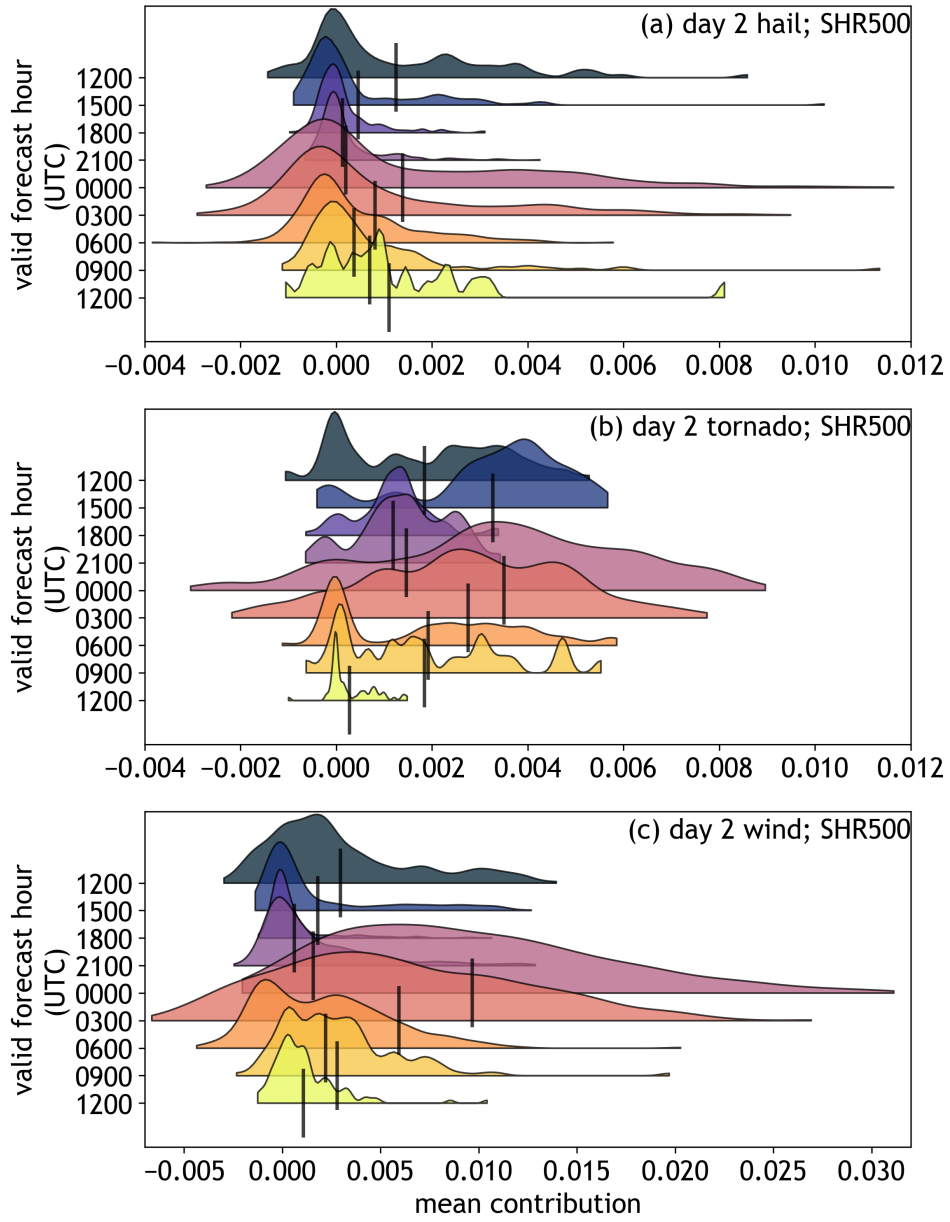 (a) day 2 hail; SHR500
valid forecast hour
(UTC)
1200
1500
1800
2100
0000
0300
0600
0900
1200
−0.004 −0.002 0.000 0.002 0.004 0.006 0.008 0.010 0.012
(b) day 2 tornado; SHR500
valid forecast hour
(UTC)
1200
1500
1800
2100
0000
0300
0600
0900
1200
−0.004 −0.002 0.000 0.002 0.004 0.006 0.008 0.010 0.012
(c) day 2 wind; SHR500
valid forecast hour
(UTC)
1200
1500
1800
2100
0000
0300
0600
0900
1200
−0.005 0.000 0.005 0.010 0.015 0.020 0.025 0.030
mean contribution